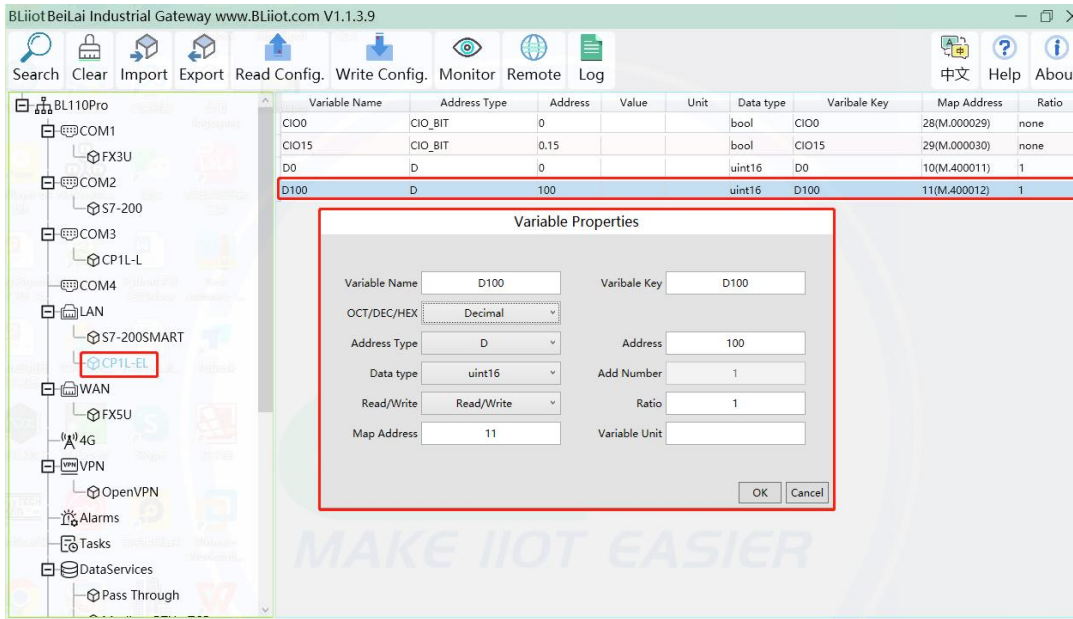 BLiiot BeiLai Industrial Gateway www.BLiiot.com V1.1.3.9
Search Clear Import Export Read Config. Write Config. Monitor Remote Log 中文 Help Abou
Variable Name Address Type Address Value Unit Data type Varibale Key Map Address Ratio
CIO0 CIO_BIT 0 bool CIO0 28(M.000029) none
CIO15 CIO_BIT 0.15 bool CIO15 29(M.000030) none
D0 D 0 uint16 D0 10(M.400011) 1
D100 D 100 uint16 D100 11(M.400012) 1
BL110Pro
COM1
FX3U
COM2
S7-200
COM3
CP1L-L
COM4
LAN
S7-200SMART
CP1L-EL
WAN
FX5U
4G
VPN VPN
OpenVPN
Alarms
Tasks
DataServices
Pass Through
Variable Properties
Variable Name D100 Varibale Key D100
OCT/DEC/HEX Decimal
Address Type D Address 100
Data type uint16 Add Number 1
Read/Write Read/Write Ratio 1
Map Address 11 Variable Unit
OK Cancel
MAKE IIOT EASIER